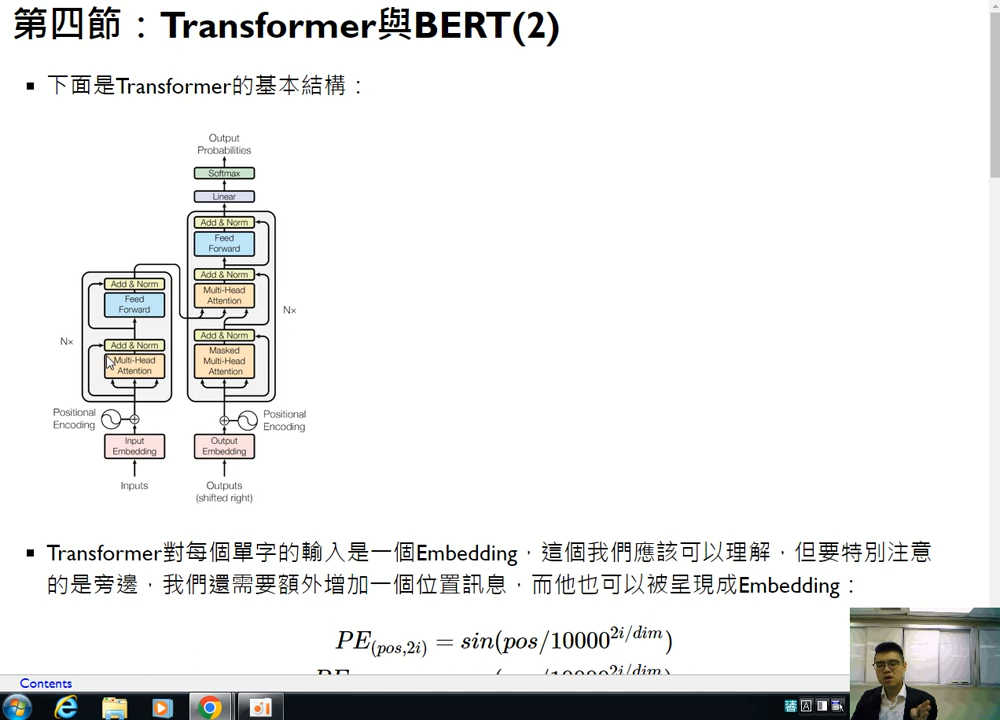 第四節：Transformer與BERT(2)
下面是Transformer的基本結構：
Output
Probabilities
Softmax
Linear
Add & Norm
Feed
Forward
Add & Norm
Multi-Head
Attention
Nx
Add & Norm
Masked
Multi-Head
Attention
Add & Norm
Feed
Forward
Nx
Add & Norm
Multi-Head
Attention
Positional
Encoding
Positional
Encoding
Input
Embedding
Output
Embedding
Inputs
Outputs
(shifted right)
Transformer對每個單字的輸入是一個Embedding，這個我們應該可以理解，但要特別注意
的是旁邊，我們還需要額外增加一個位置訊息，而他也可以被呈現成Embedding：
PE(pos,2i) = sin(pos/10000^2i/dim)
Contents